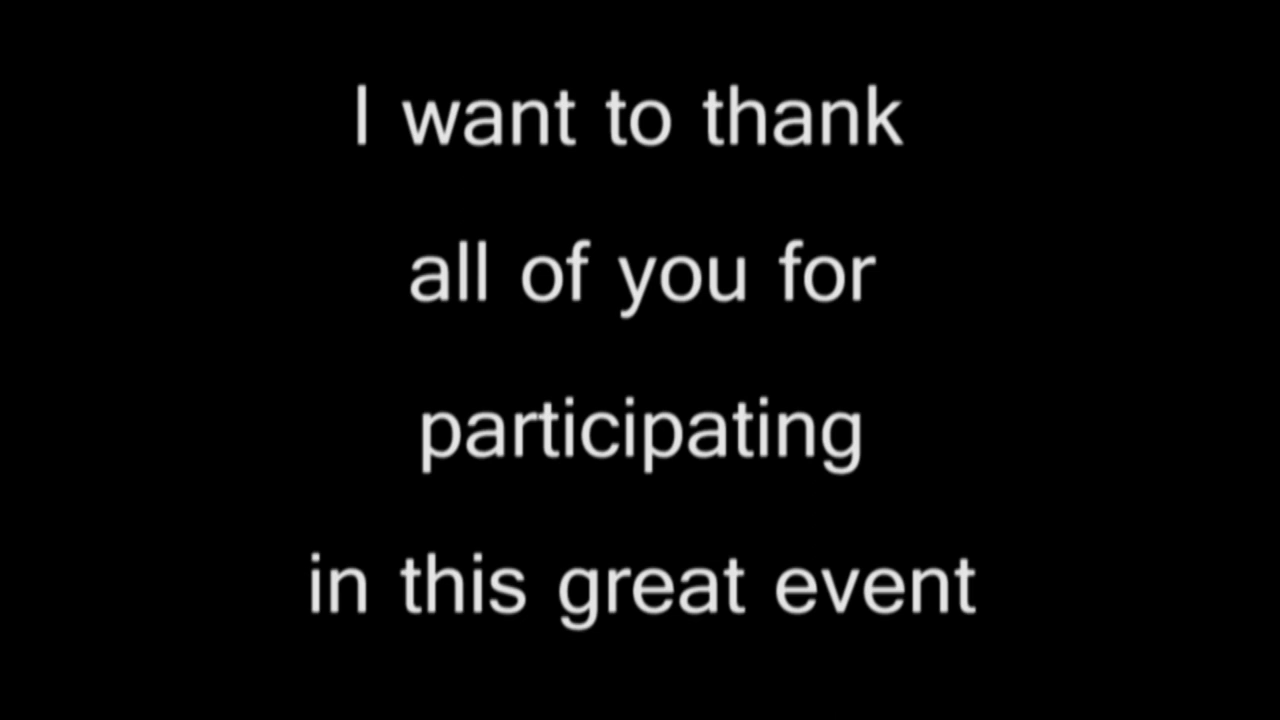 I want to thank
all of you for
participating
in this great event